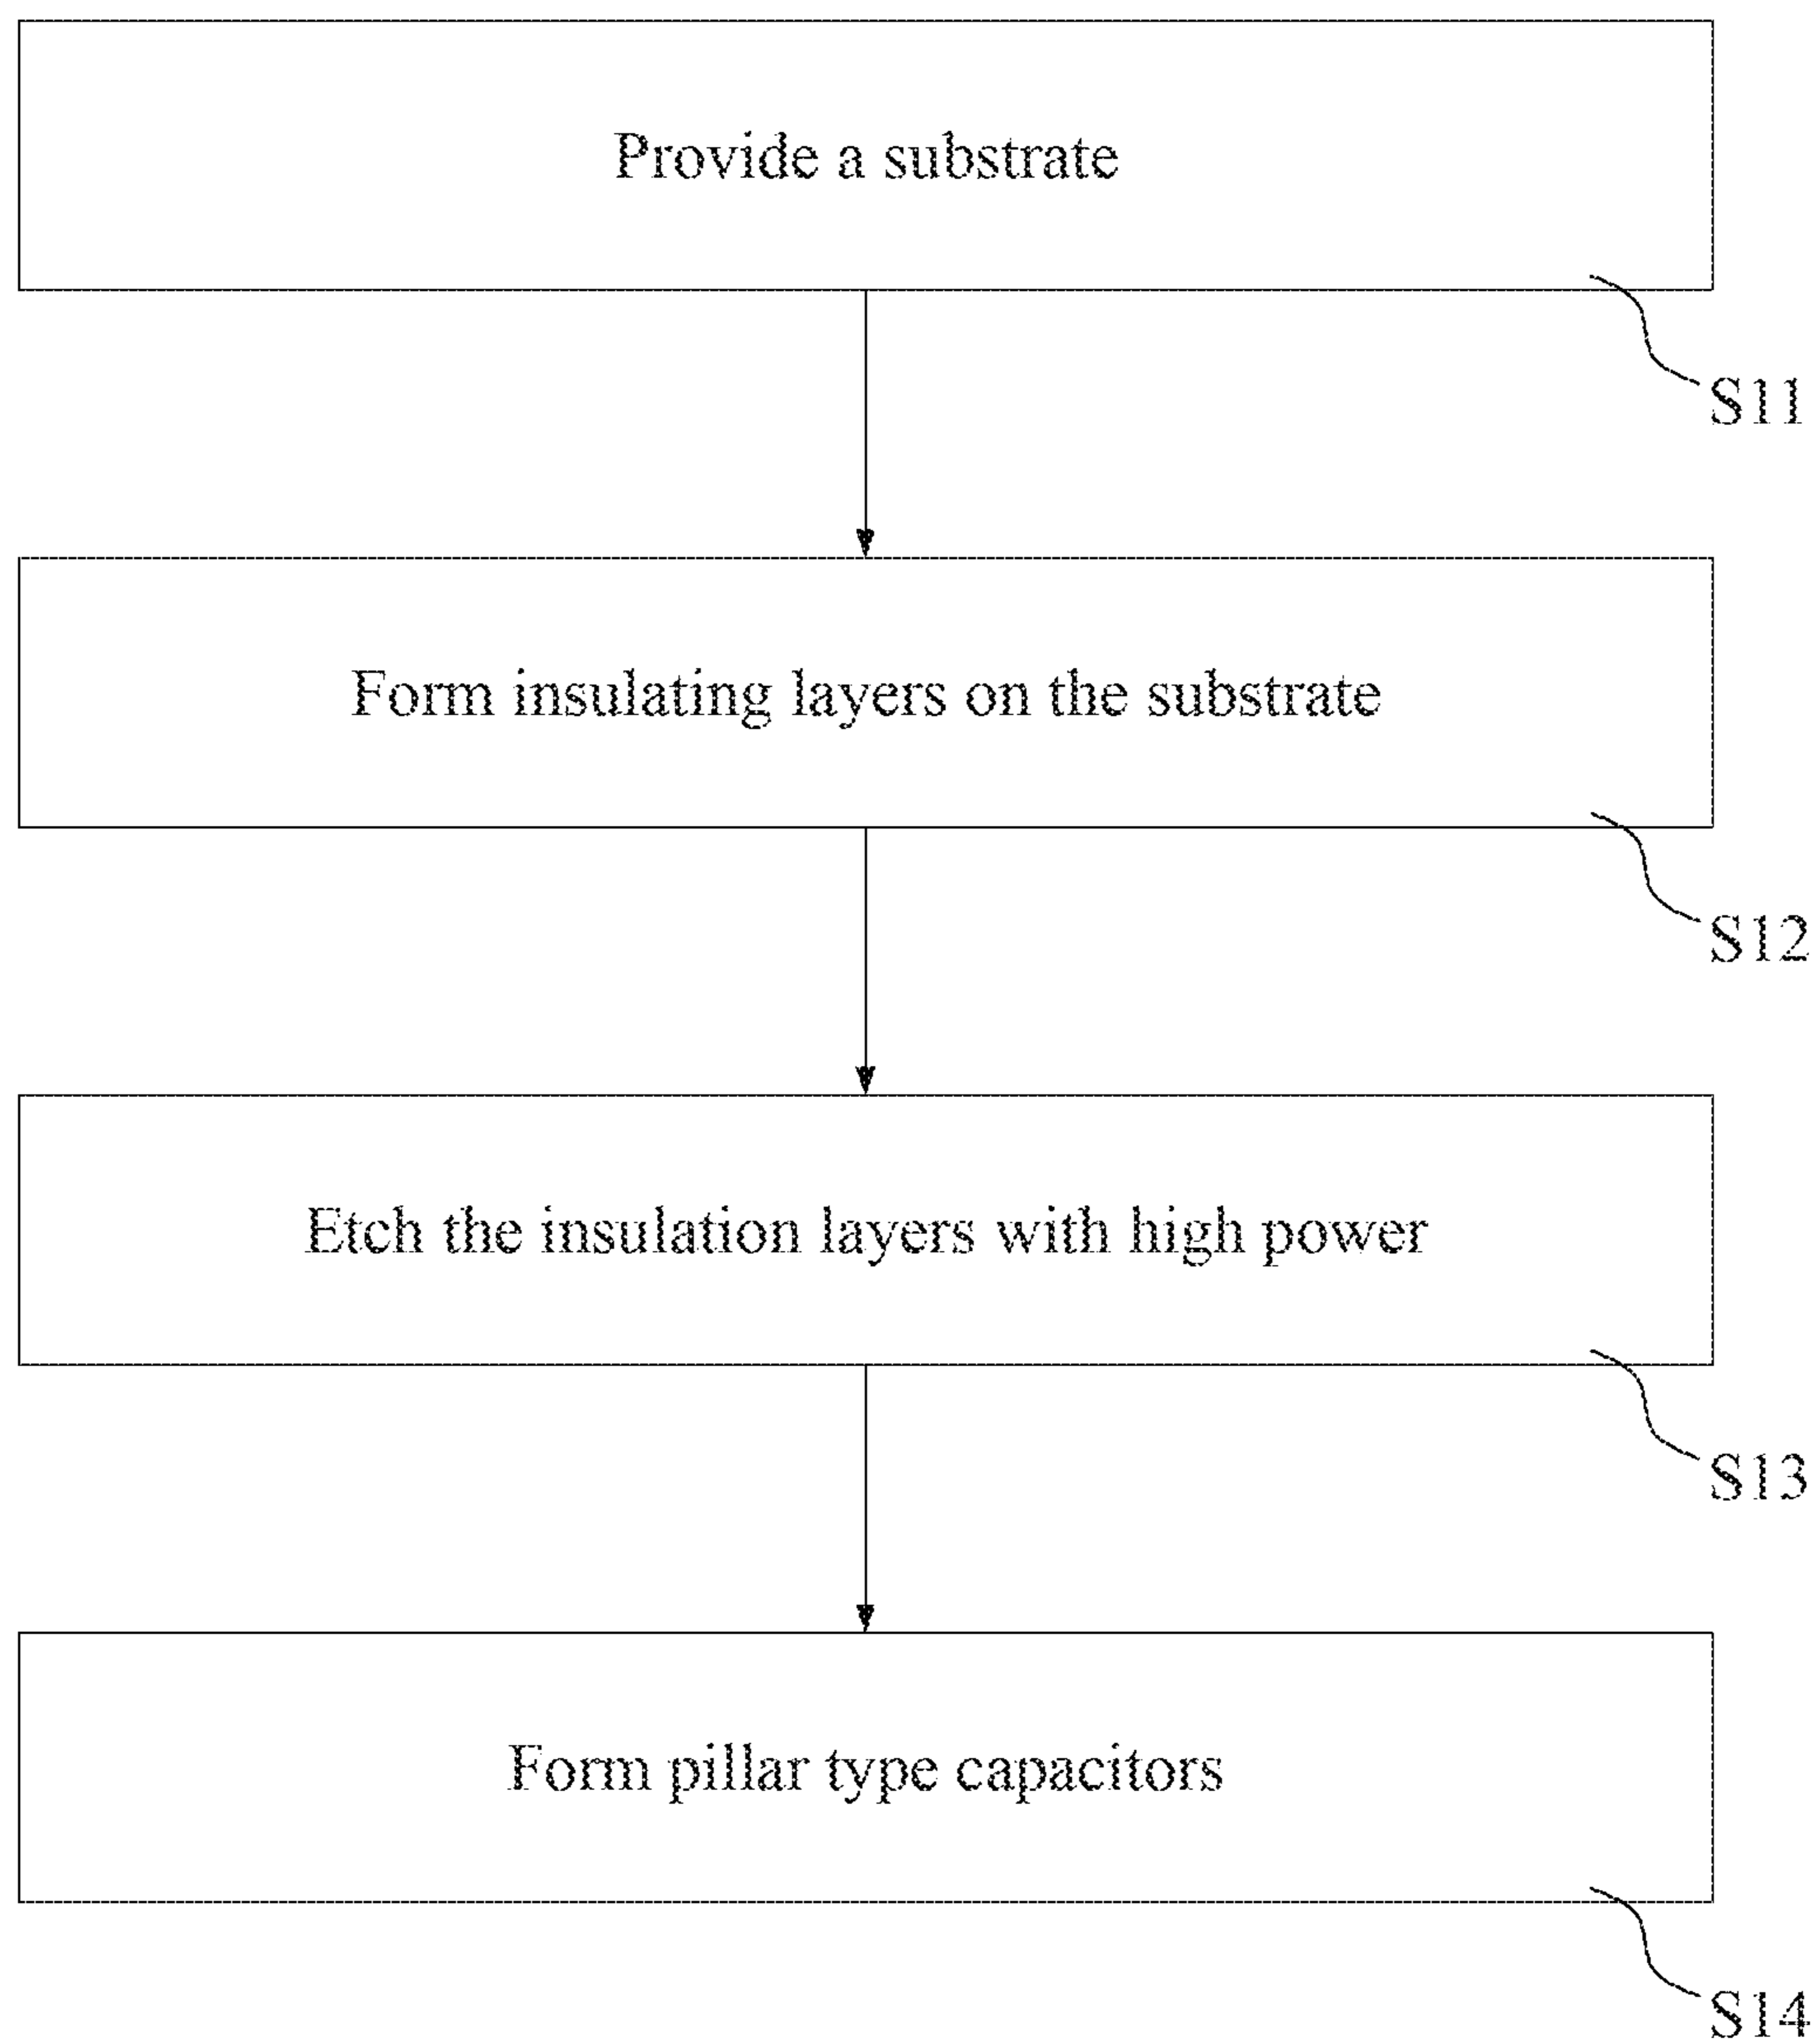 Provide a substrate
S11
Form insulating layers on the substrate
S12
Etch the insulation layers with high power
S13
Form pillar type capacitors
S14